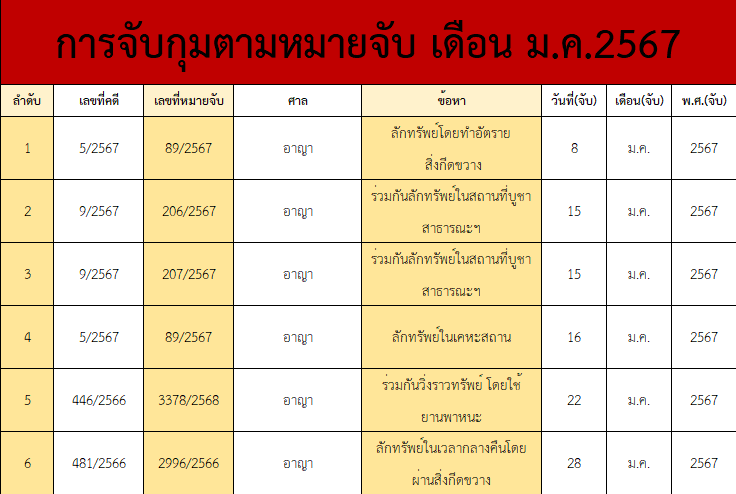 การจับกุมตามหมายจับ เดือน ม.ค.2567
ลำดับ เลขที่คดี เลขที่หมายจับ ศาล ข้อหา วันที่(จับ) เดือน(จับ) พ.ศ.(จับ)
1 5/2567 89/2567 อาญา ลักทรัพย์โดยทำอัตราย
สิ่งกีดขวาง 8 ม.ค. 2567
2 9/2567 206/2567 อาญา ร่วมกันลักทรัพย์ในสถานที่บูชา
สาธารณะฯ 15 ม.ค. 2567
3 9/2567 207/2567 อาญา ร่วมกันลักทรัพย์ในสถานที่บูชา
สาธารณะฯ 15 ม.ค. 2567
4 5/2567 89/2567 อาญา ลักทรัพย์ในเคหะสถาน 16 ม.ค. 2567
5 446/2566 3378/2568 อาญา ร่วมกันวิ่งราวทรัพย์ โดยใช้
ยานพาหนะ 22 ม.ค. 2567
6 481/2566 2996/2566 อาญา ลักทรัพย์ในเวลากลางคืนโดย
ผ่านสิ่งกีดขวาง 28 ม.ค. 2567